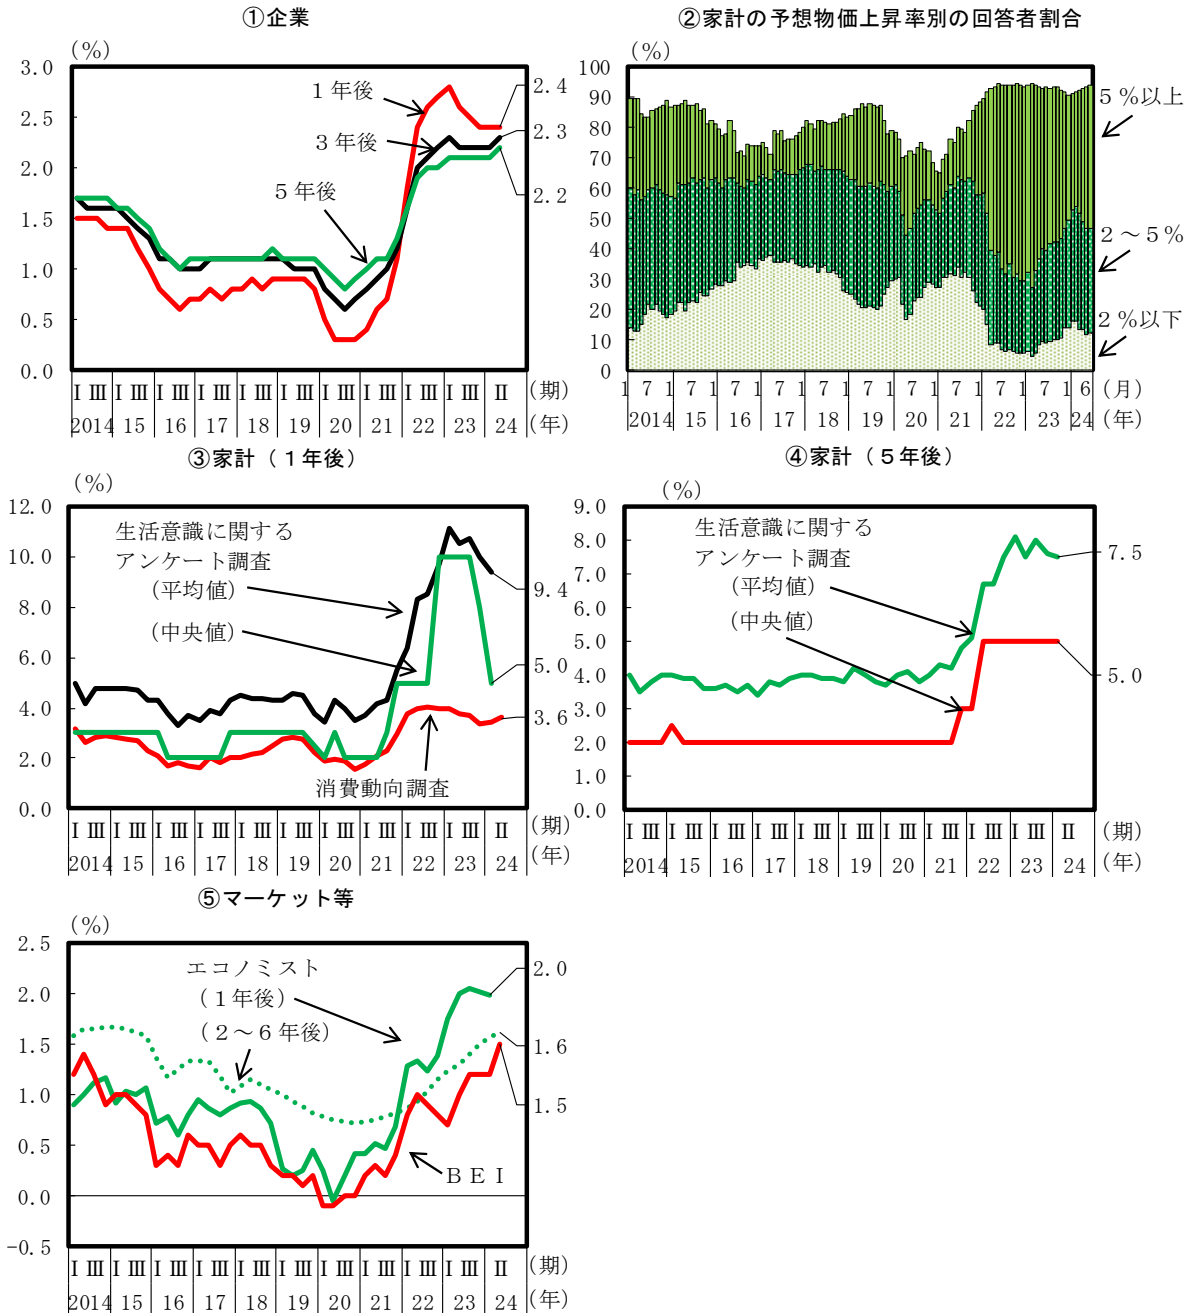 ①企業
(%)
3.0
2.5
2.0
1.5
1.0
0.5
0.0
1年後
3年後
5年後
2.4
2.3
2.2
Ⅰ Ⅲ Ⅰ Ⅲ Ⅰ Ⅲ Ⅰ Ⅲ Ⅰ Ⅲ Ⅰ Ⅲ Ⅰ Ⅲ Ⅰ Ⅲ Ⅰ Ⅲ Ⅰ Ⅲ Ⅱ (期)
2014 15 16 17 18 19 20 21 22 23 24 (年)
②家計の予想物価上昇率別の回答者割合
(%)
100
90
80
70
60
50
40
30
20
10
0
5%以上
2～5%
2%以下
1 7 1 7 1 7 1 7 1 7 1 7 1 7 1 7 1 7 1 7 1 6 (月)
2014 15 16 17 18 19 20 21 22 23 24 (年)
③家計(1年後)
(%)
12.0
10.0
8.0
6.0
4.0
2.0
0.0
生活意識に関する
アンケート調査
(平均値)
(中央値)
消費動向調査
9.4
5.0
3.6
Ⅰ Ⅲ Ⅰ Ⅲ Ⅰ Ⅲ Ⅰ Ⅲ Ⅰ Ⅲ Ⅰ Ⅲ Ⅰ Ⅲ Ⅰ Ⅲ Ⅰ Ⅲ Ⅰ Ⅲ Ⅱ (期)
2014 15 16 17 18 19 20 21 22 23 24 (年)
④家計(5年後)
(%)
9.0
8.0
7.0
6.0
5.0
4.0
3.0
2.0
1.0
0.0
生活意識に関する
アンケート調査
(平均値)
(中央値)
7.5
5.0
Ⅰ Ⅲ Ⅰ Ⅲ Ⅰ Ⅲ Ⅰ Ⅲ Ⅰ Ⅲ Ⅰ Ⅲ Ⅰ Ⅲ Ⅰ Ⅲ Ⅰ Ⅲ Ⅰ Ⅲ Ⅱ (期)
2014 15 16 17 18 19 20 21 22 23 24 (年)
⑤マーケット等
(%)
2.5
2.0
1.5
1.0
0.5
0.0
-0.5
エコノミスト
(1年後)
(2～6年後)
BEI
2.0
1.6
1.5
Ⅰ Ⅲ Ⅰ Ⅲ Ⅰ Ⅲ Ⅰ Ⅲ Ⅰ Ⅲ Ⅰ Ⅲ Ⅰ Ⅲ Ⅰ Ⅲ Ⅰ Ⅲ Ⅰ Ⅲ Ⅱ (期)
2014 15 16 17 18 19 20 21 22 23 24 (年)